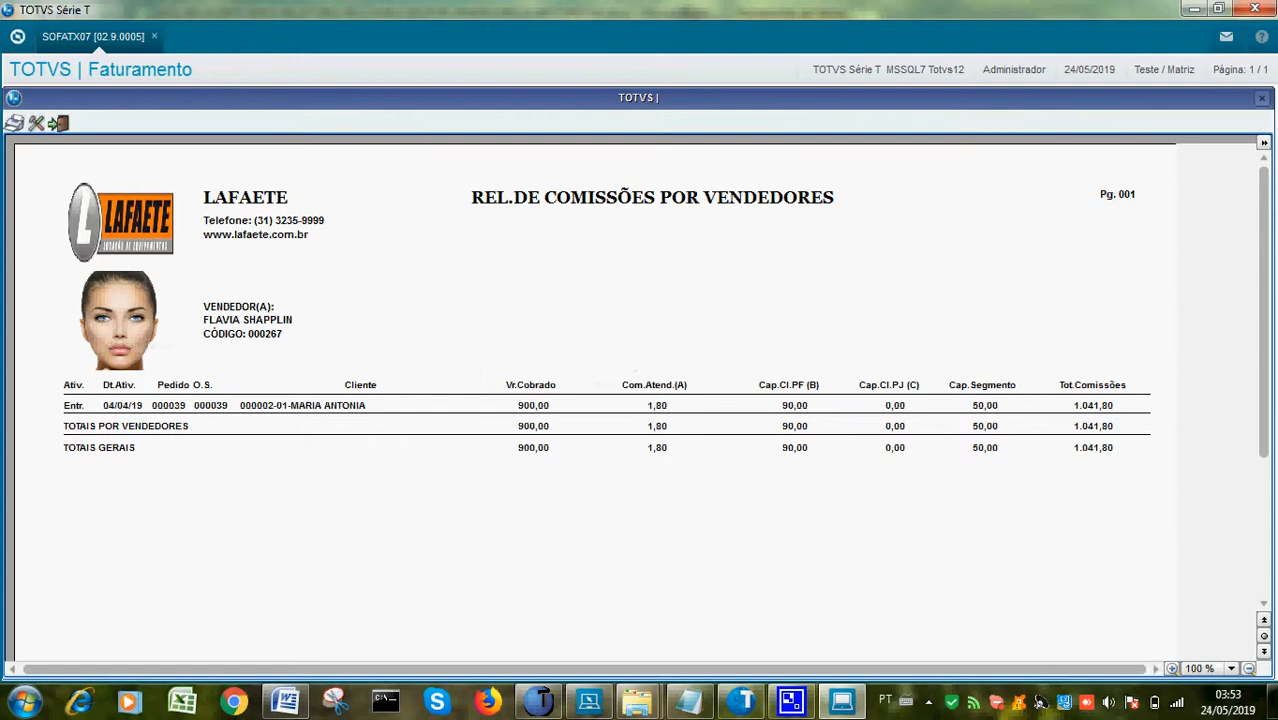 TOTVS Série T
SOFATX07 [02.9.0005]
TOTVS | Faturamento
TOTVS Série T MSSQL7 Totvs12 Administrador 24/05/2019 Teste / Matriz Página: 1 / 1
TOTVS |
LAFAETE
LOCAÇÃO DE EQUIPAMENTOS
LAFAETE
Telefone: (31) 3235-9999
www.lafaete.com.br
REL.DE COMISSÕES POR VENDEDORES
Pg. 001
VENDEDOR(A):
FLAVIA SHAPPLIN
CÓDIGO: 000267
Ativ. Dt.Ativ. Pedido O.S. Cliente Vr.Cobrado Com.Atend.(A) Cap.Cl.PF (B) Cap.Cl.PJ (C) Cap.Segmento Tot.Comissões
Entr. 04/04/19 000039 000039 000002-01-MARIA ANTONIA 900,00 1,80 90,00 0,00 50,00 1.041,80
TOTAIS POR VENDEDORES 900,00 1,80 90,00 0,00 50,00 1.041,80
TOTAIS GERAIS 900,00 1,80 90,00 0,00 50,00 1.041,80
100 %
PT
03:53
24/05/2019